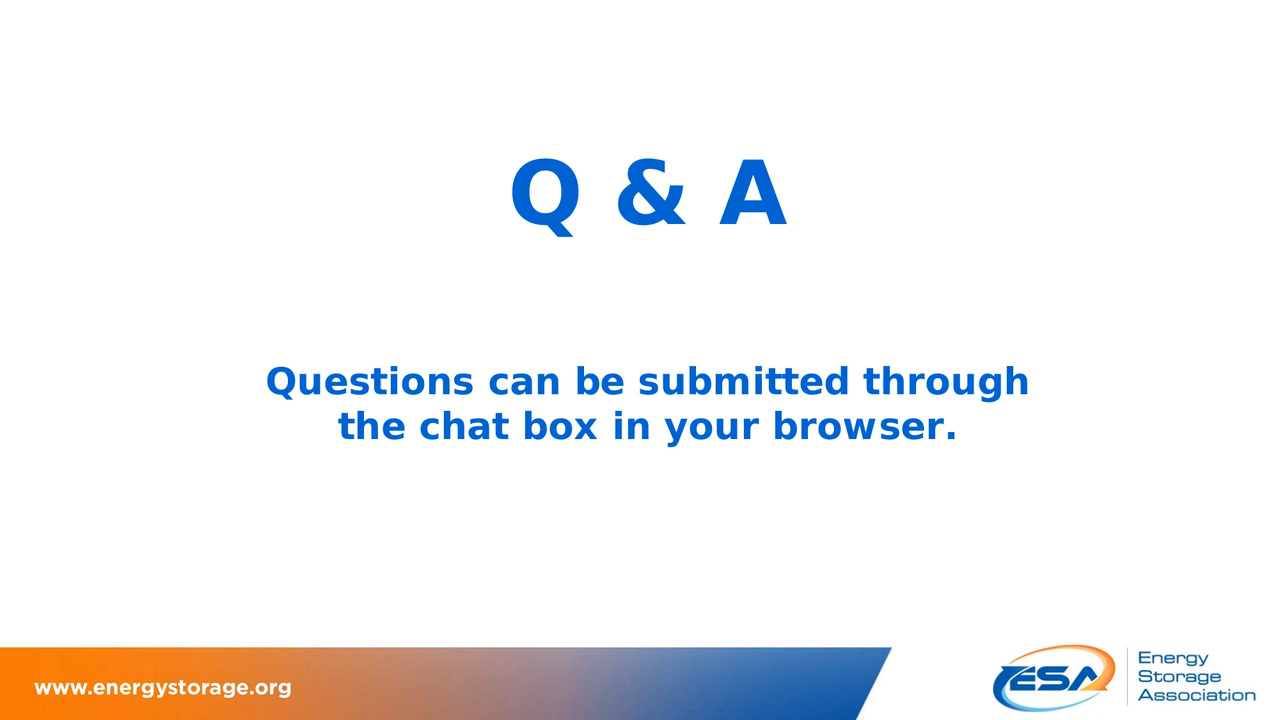 Q & A
Questions can be submitted through
the chat box in your browser.
www.energystorage.org
ESA
Energy
Storage
Association